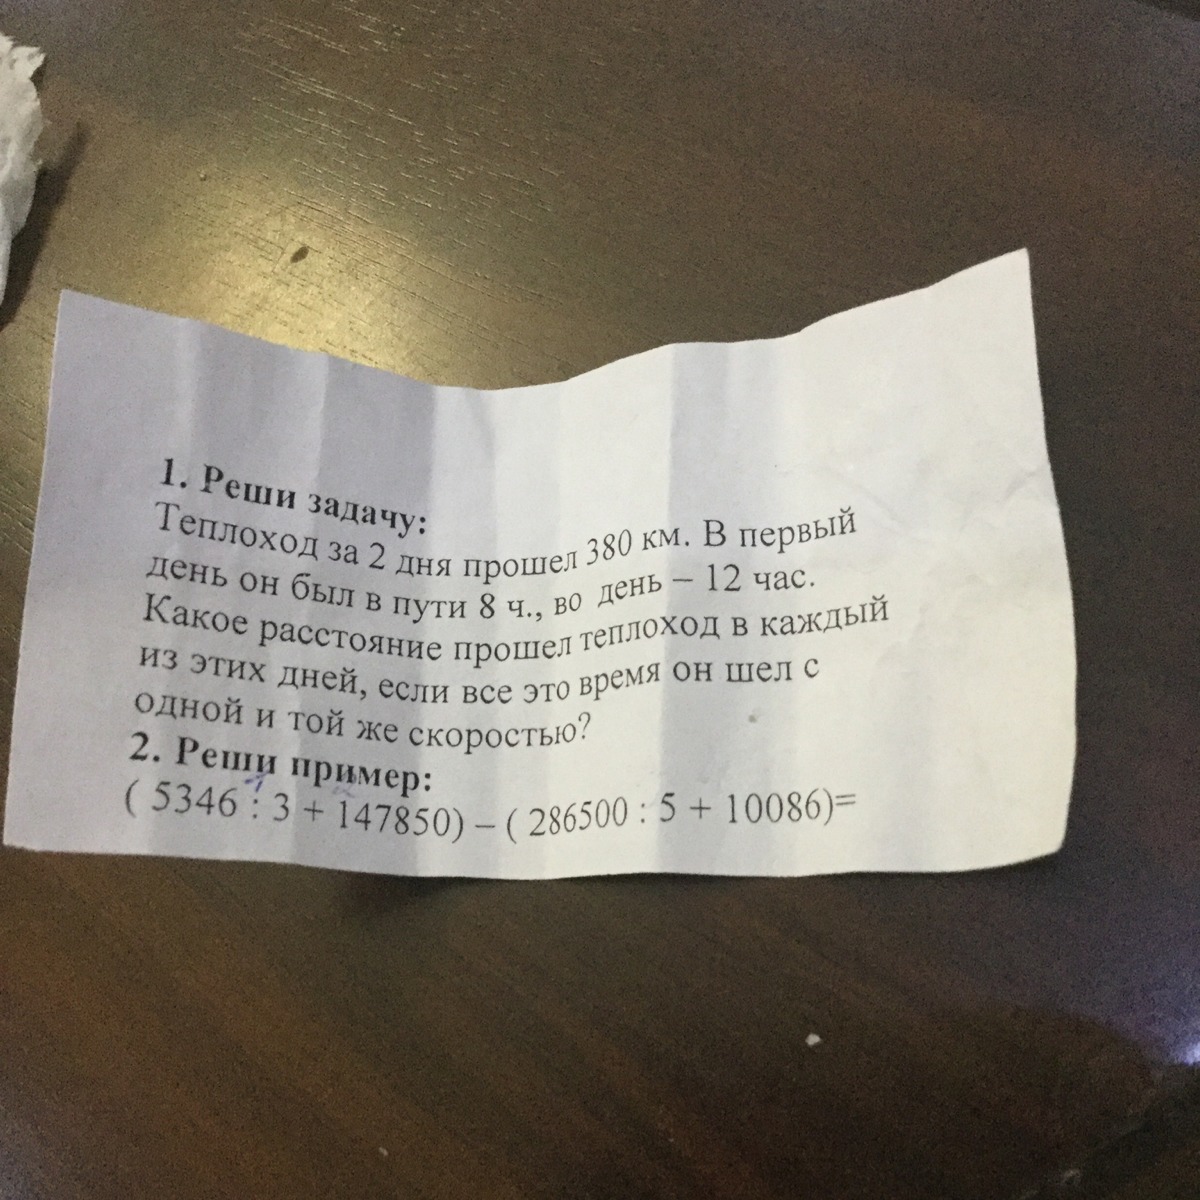 1. Реши задачу:
Теплоход за 2 дня прошел 380 км. В первый
день он был в пути 8 ч., во день – 12 час.
Какое расстояние прошел теплоход в каждый
из этих дней, если все это время он шел с
одной и той же скоростью?
2. Реши пример:
( 5346 : 3 + 147850) – ( 286500 : 5 + 10086)=